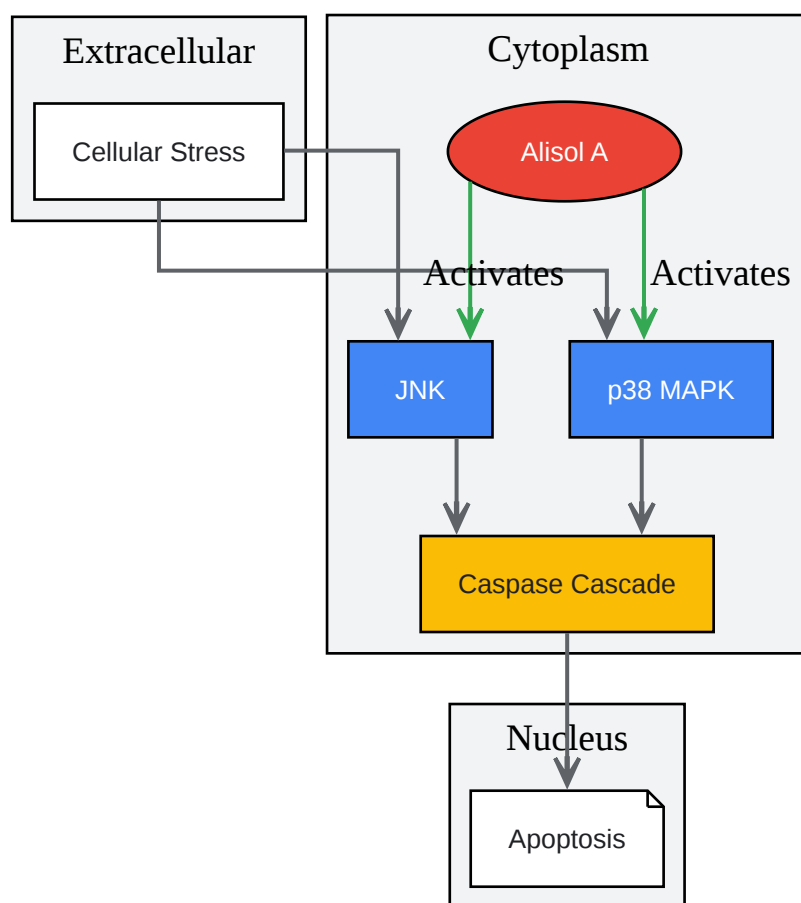 Extracellular
Cytoplasm
Cellular Stress
Alisol A
Activates
Activates
JNK
p38 MAPK
Caspase Cascade
Nucleus
Apoptosis